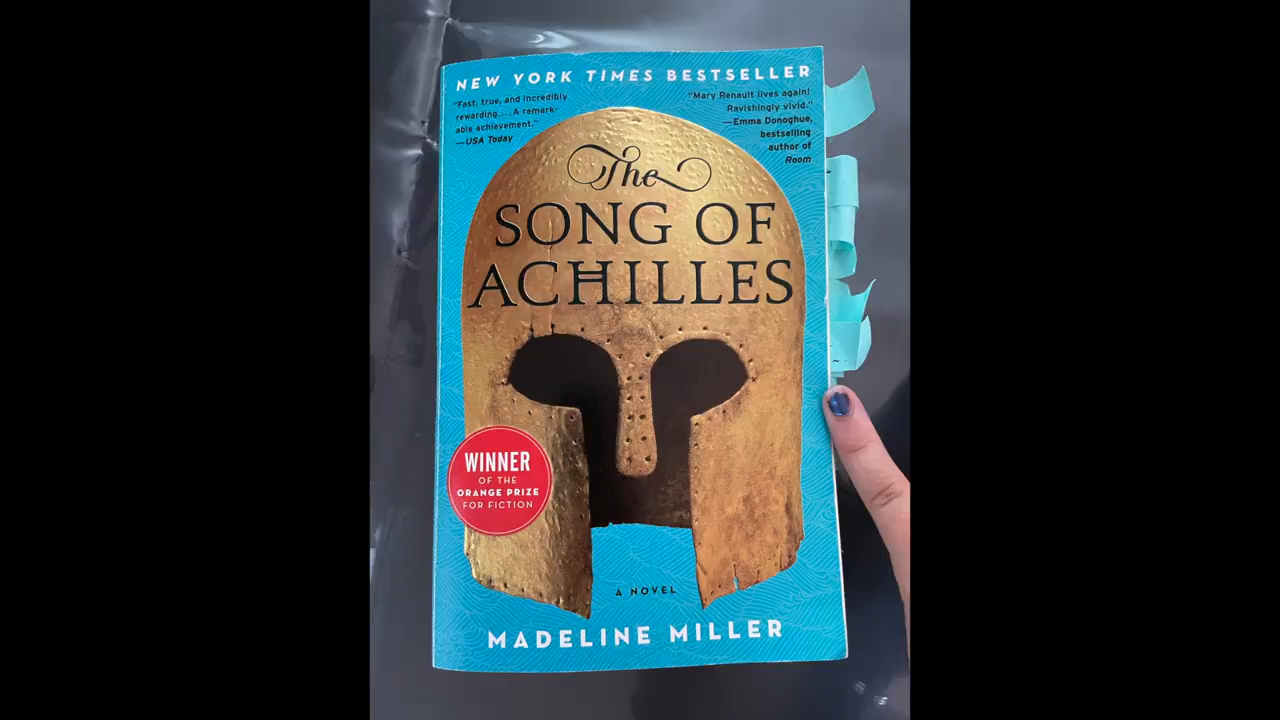 NEW YORK TIMES BESTSELLER
"Fast, true, and incredibly
rewarding. . . . A remark-
able achievement."
—USA Today
"Mary Renault lives again!
Ravishingly vivid."
—Emma Donoghue,
bestselling
author of
Room
The
SONG OF
ACHILLES
WINNER
OF THE
ORANGE PRIZE
FOR FICTION
A NOVEL
MADELINE MILLER